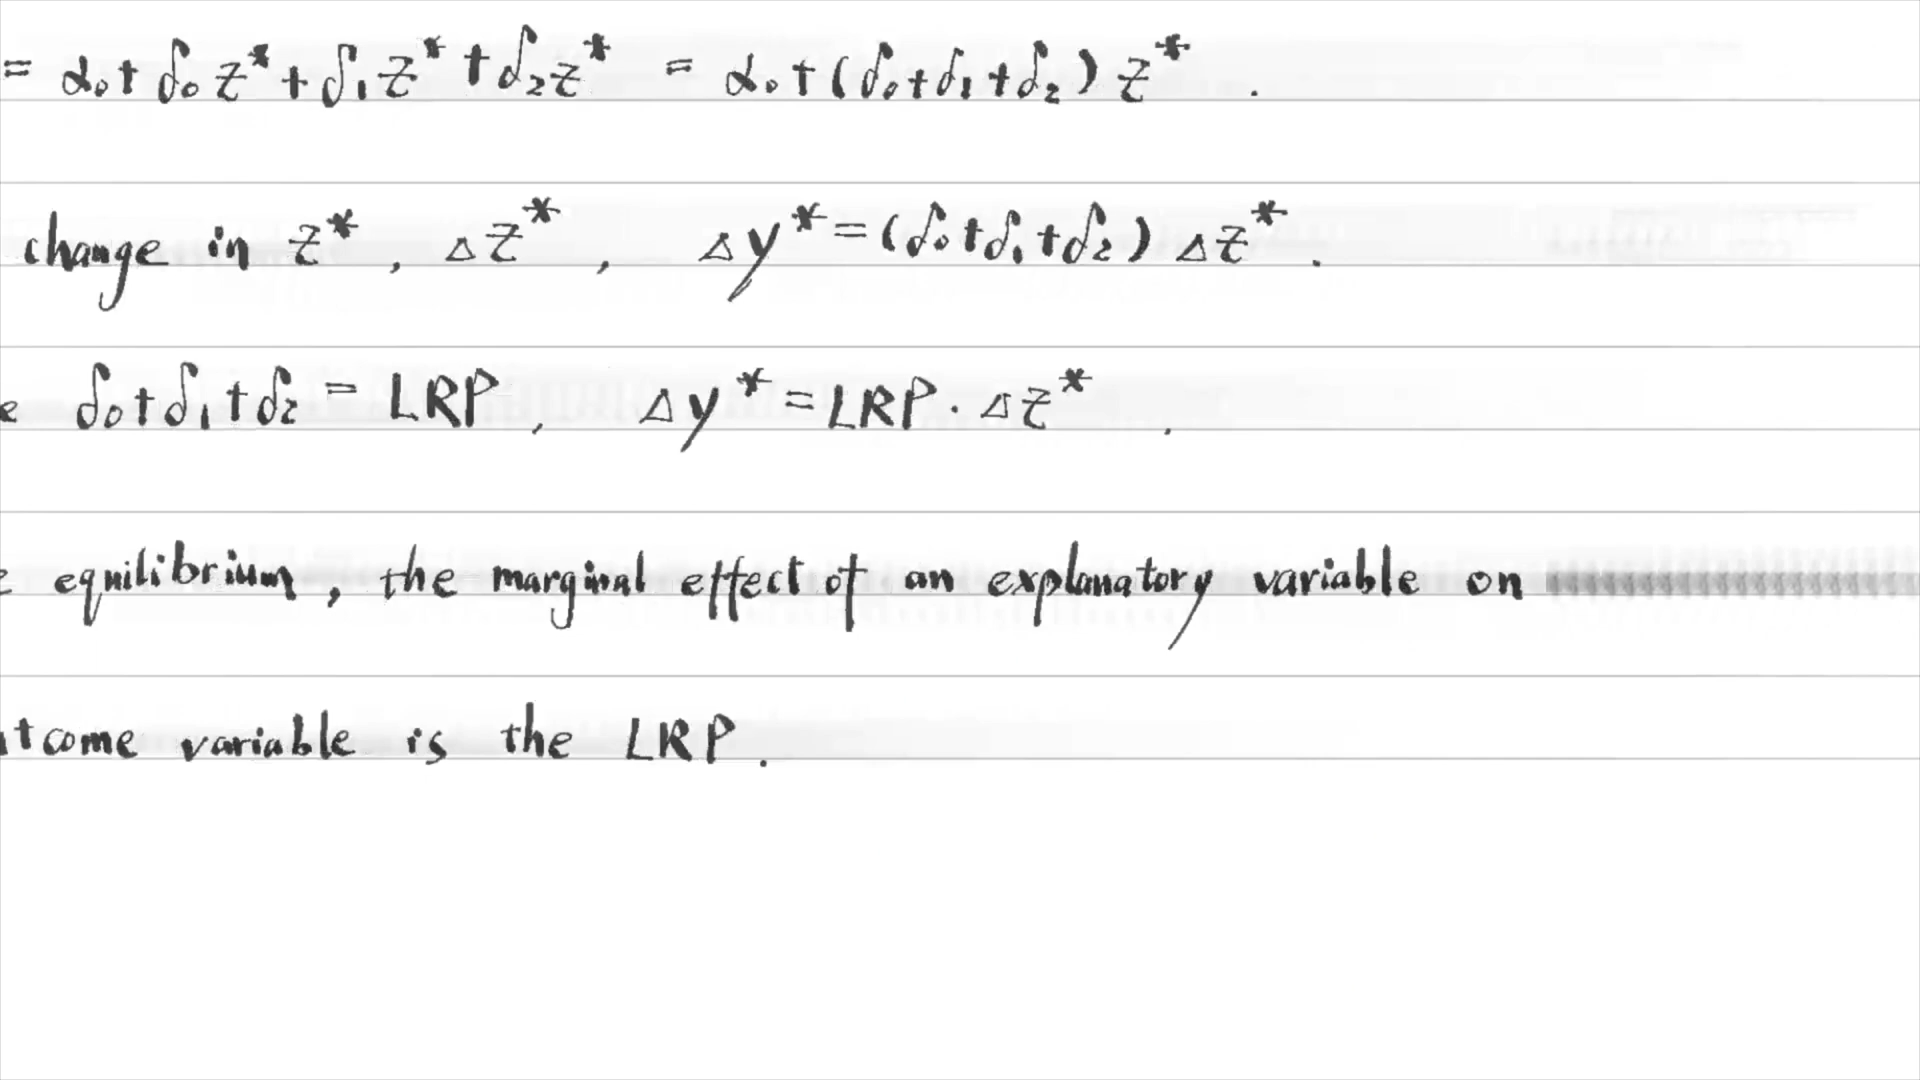 = α₀+δ₀z*+δ₁z*+δ₂z* = α₀+(δ₀+δ₁+δ₂)z*.
change in z*, Δz*, Δy*=(δ₀+δ₁+δ₂)Δz*.
δ₀+δ₁+δ₂ = LRP, Δy*=LRP·Δz*.
equilibrium, the marginal effect of an explanatory variable on
tcome variable is the LRP.